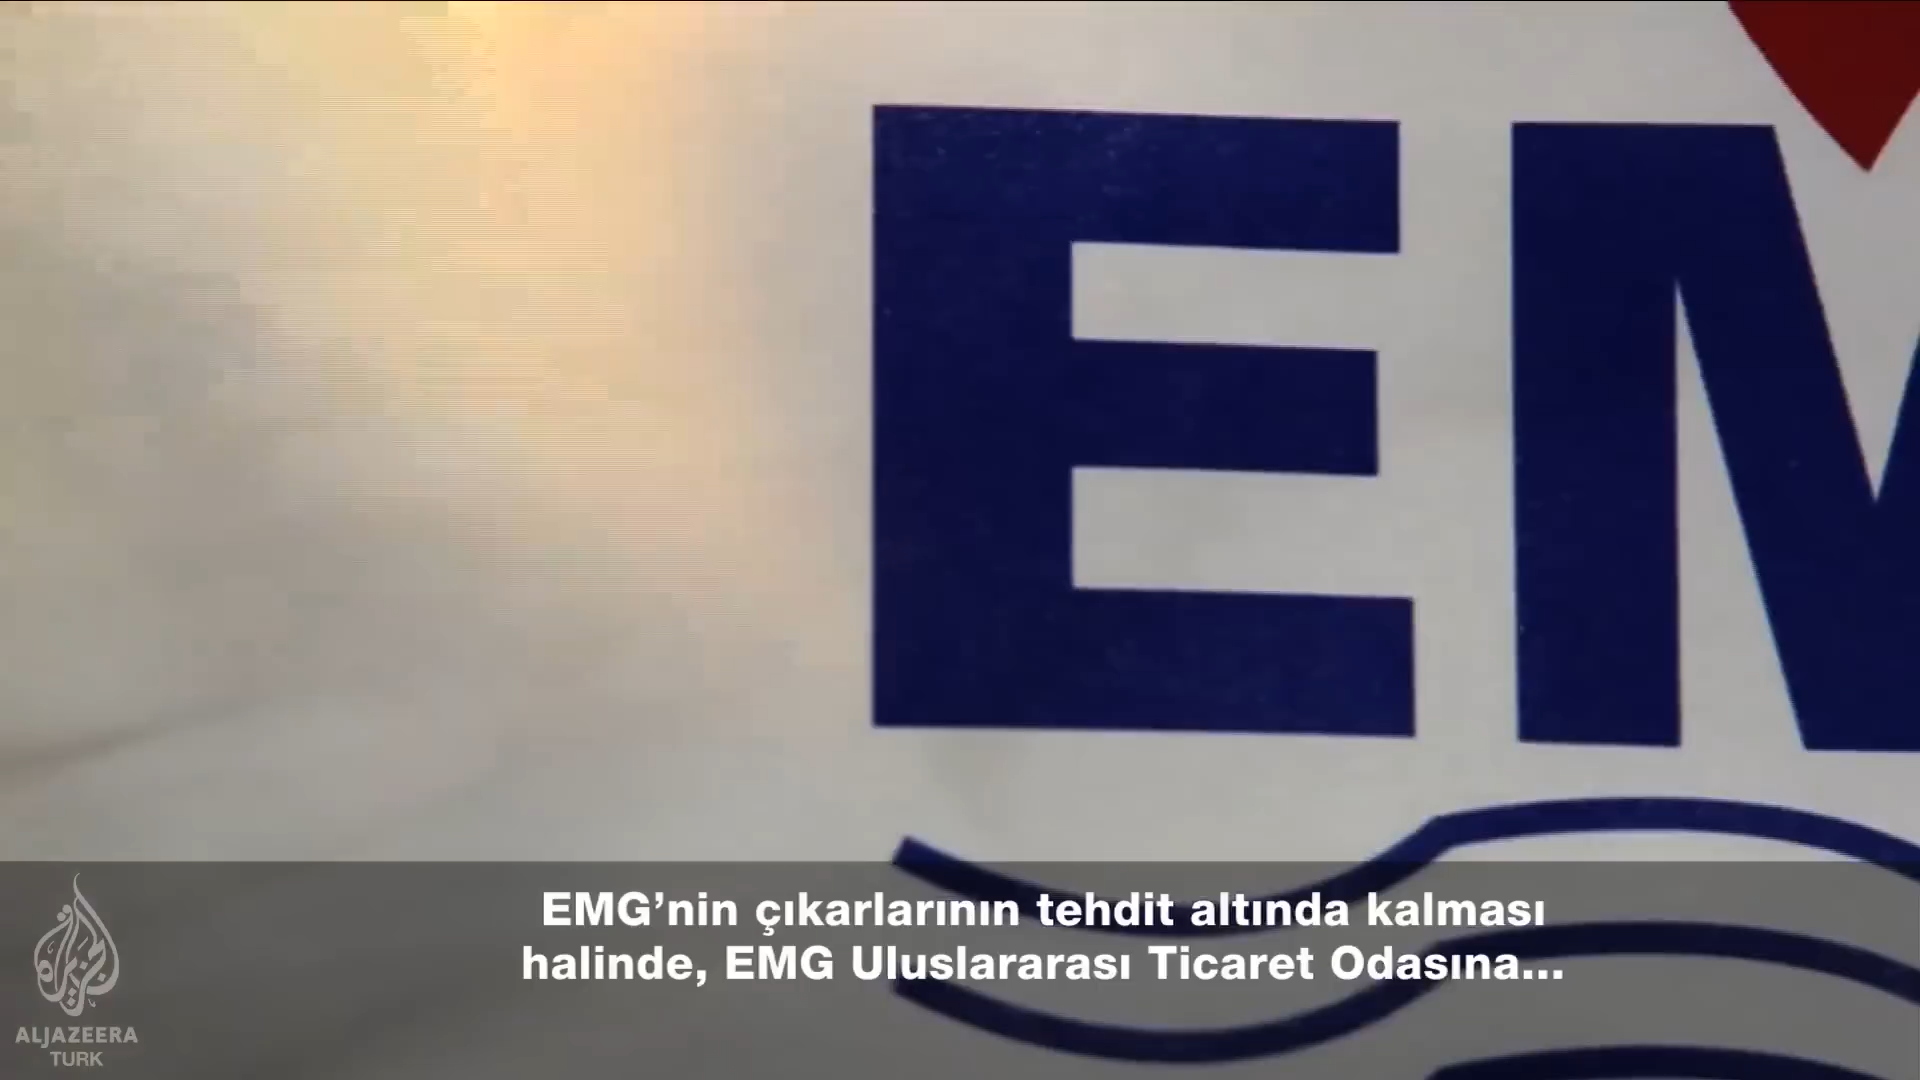 EM
EMG’nin çıkarlarının tehdit altında kalması
halinde, EMG Uluslararası Ticaret Odasına...
ALJAZEERA
TURK